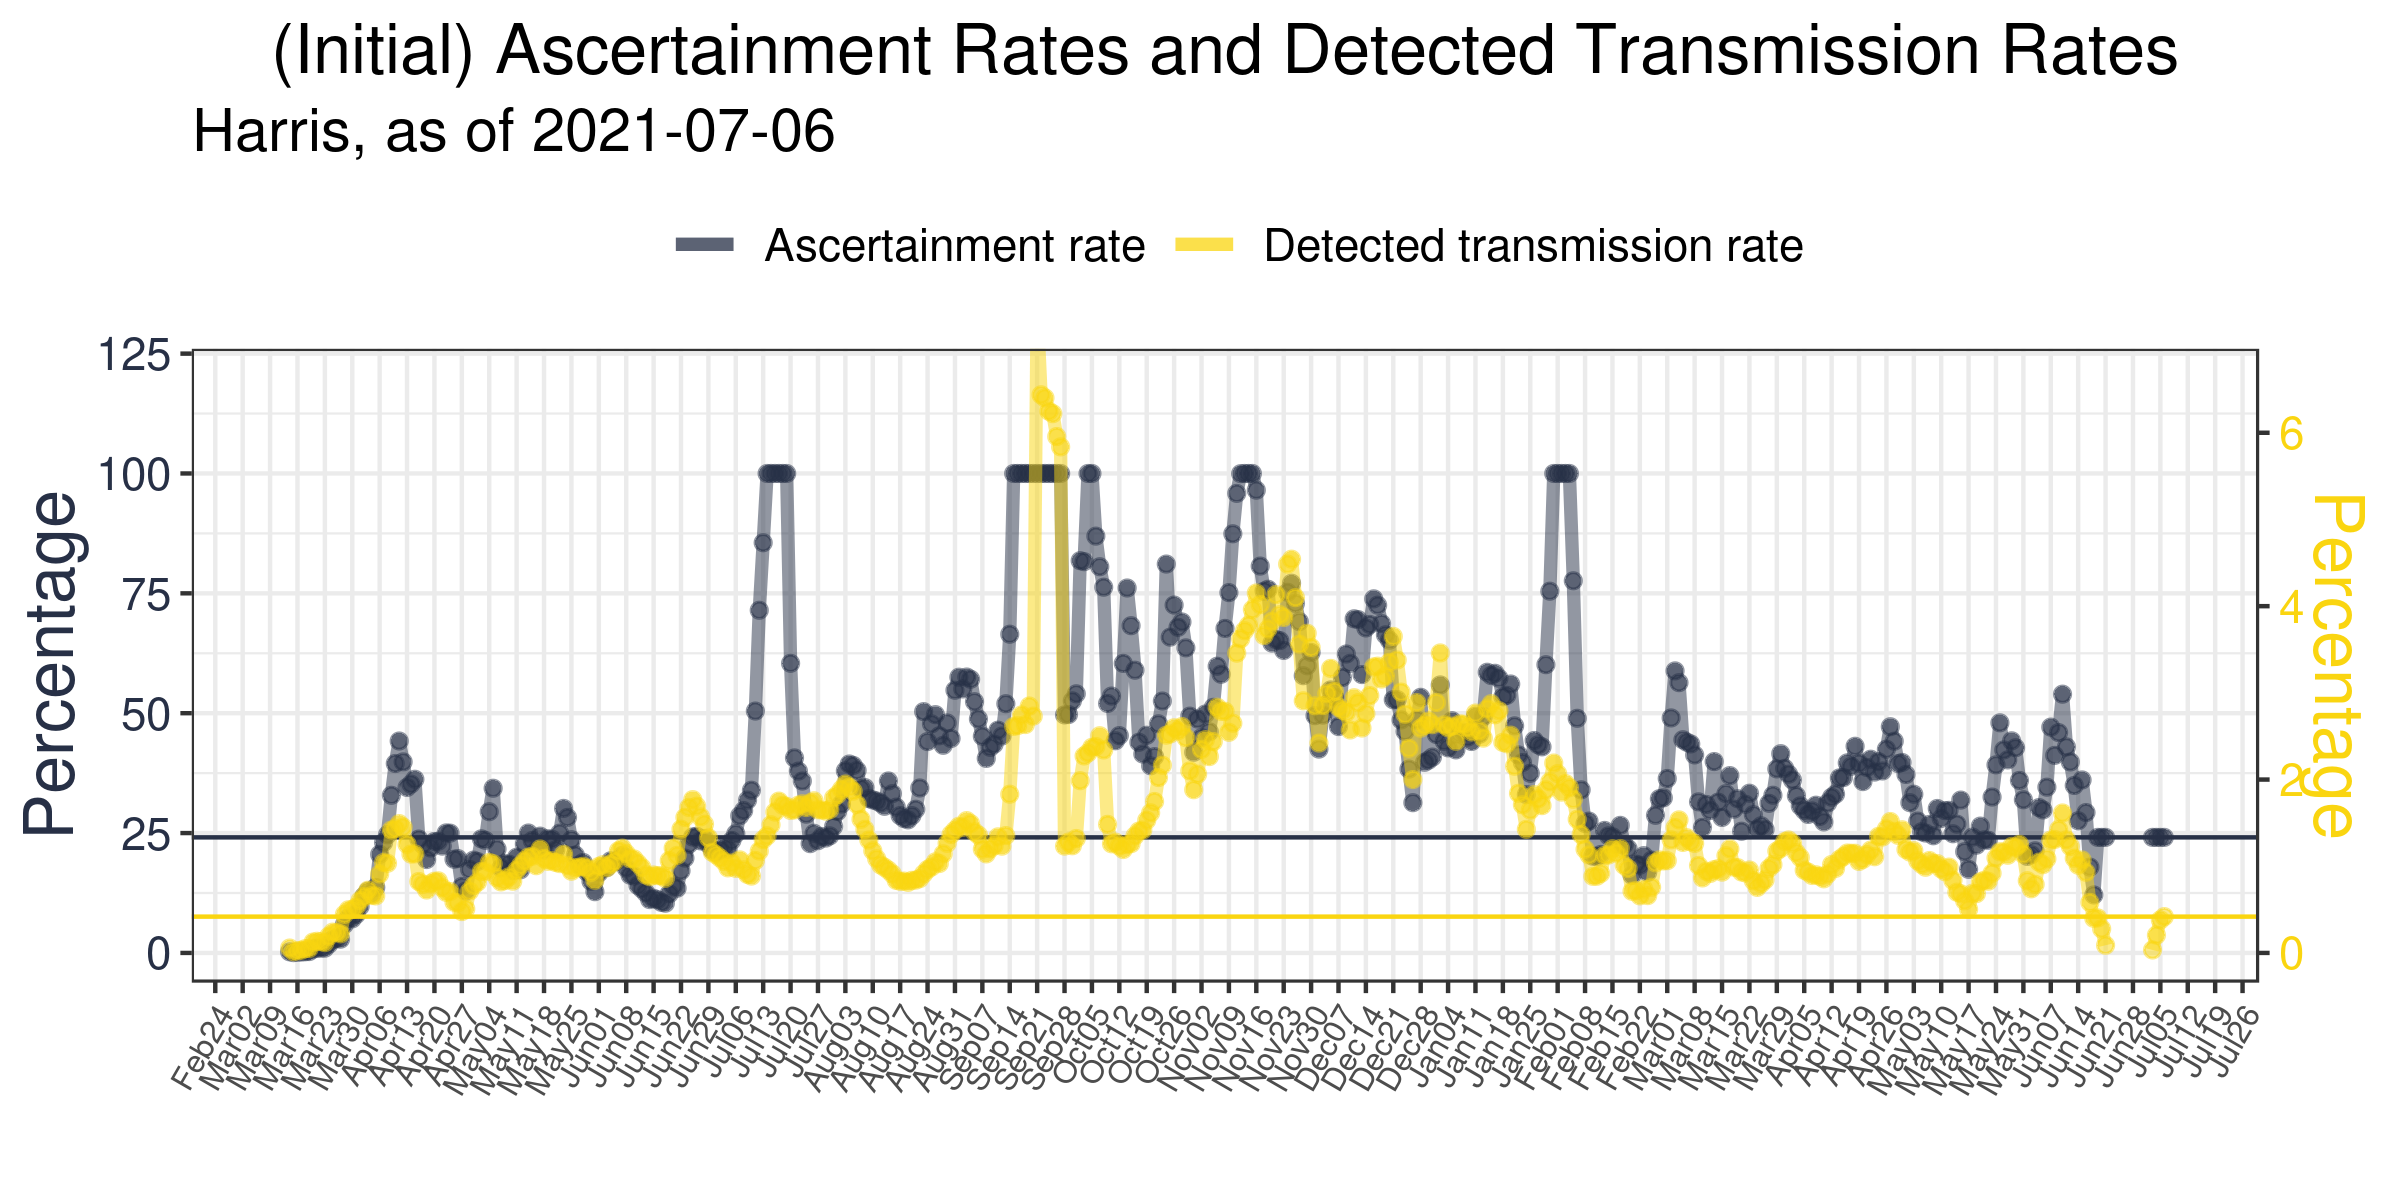 (Initial) Ascertainment Rates and Detected Transmission Rates
Harris, as of 2021-07-06
Ascertainment rate
Detected transmission rate
Percentage
125
100
75
50
25
0
6
4
2
0
Percentage
Feb24
Mar02
Mar09
Mar16
Mar23
Mar30
Apr06
Apr13
Apr20
Apr27
May04
May11
May18
May25
Jun01
Jun08
Jun15
Jun22
Jun29
Jul06
Jul13
Jul20
Jul27
Aug03
Aug10
Aug17
Aug24
Aug31
Sep07
Sep14
Sep21
Sep28
Oct05
Oct12
Oct19
Oct26
Nov02
Nov09
Nov16
Nov23
Nov30
Dec07
Dec14
Dec21
Dec28
Jan04
Jan11
Jan18
Jan25
Feb01
Feb08
Feb15
Feb22
Mar01
Mar08
Mar15
Mar22
Mar29
Apr05
Apr12
Apr19
Apr26
May03
May10
May17
May24
May31
Jun07
Jun14
Jun21
Jun28
Jul05
Jul12
Jul19
Jul26